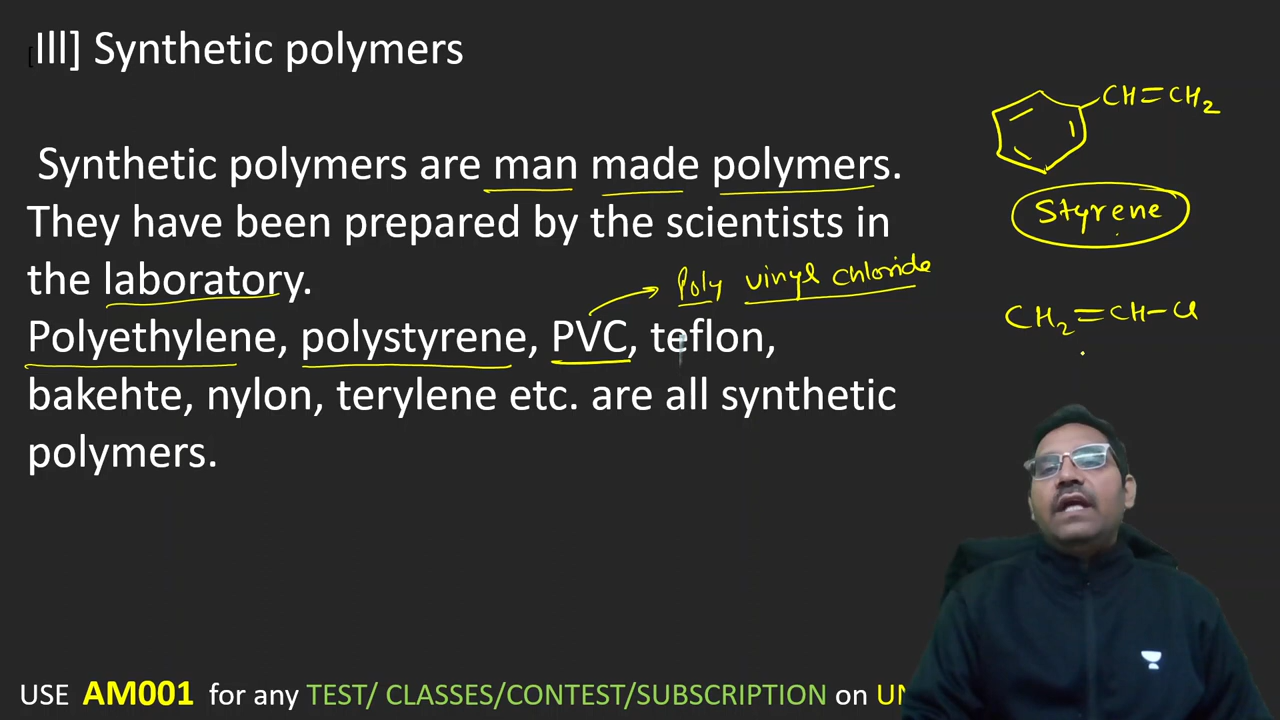 Ill] Synthetic polymers
Synthetic polymers are man made polymers.
They have been prepared by the scientists in
the laboratory.
Poly vinyl chloride
Polyethylene, polystyrene, PVC, teflon,
bakehte, nylon, terylene etc. are all synthetic
polymers.
CH=CH2
Styrene
CH2=CH-Cl
USE AM001 for any TEST/ CLASSES/CONTEST/SUBSCRIPTION on